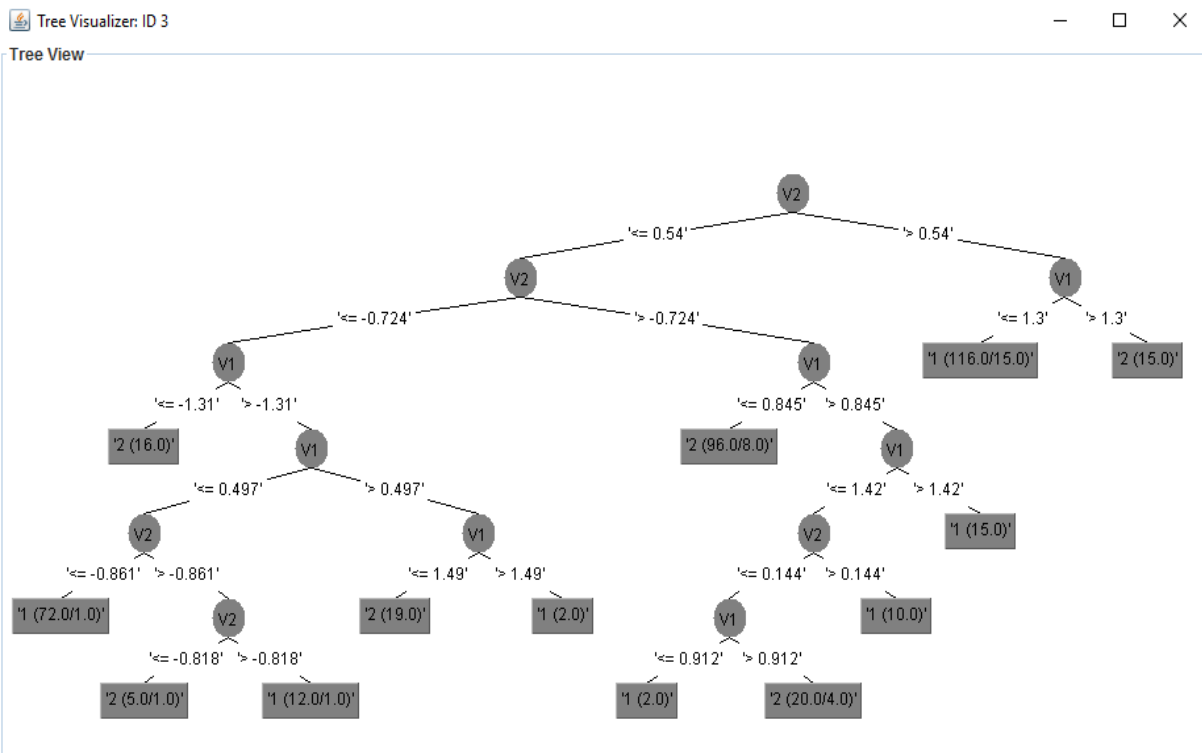 Tree Visualizer: ID 3
Tree View
V2
'<= 0.54' '> 0.54'
V2 V1
'<= -0.724' '> -0.724' '<= 1.3' '> 1.3'
V1 V1 '1 (116.0/15.0)' '2 (15.0)'
'<= -1.31' '> -1.31' '<= 0.845' '> 0.845'
'2 (16.0)' V1 '2 (96.0/8.0)' V1
'<= 0.497' '> 0.497' '<= 1.42' '> 1.42'
V2 V1 V2 '1 (15.0)'
'<= -0.861' '> -0.861' '<= 1.49' '> 1.49' '<= 0.144' '> 0.144'
'1 (72.0/1.0)' V2 '2 (19.0)' '1 (2.0)' V1 '1 (10.0)'
'<= -0.818' '> -0.818' '<= 0.912' '> 0.912'
'2 (5.0/1.0)' '1 (12.0/1.0)' '1 (2.0)' '2 (20.0/4.0)'